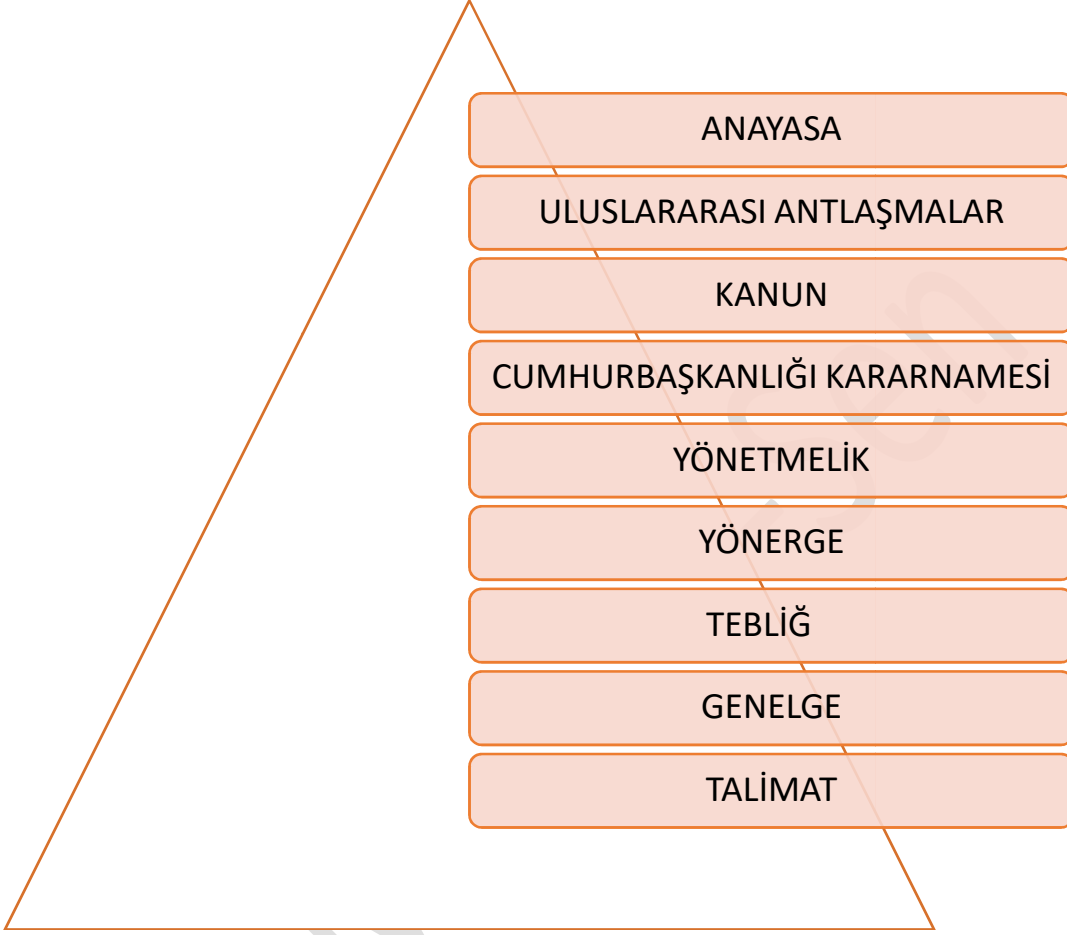 ANAYASA
ULUSLARARASI ANTLAŞMALAR
KANUN
CUMHURBAŞKANLIĞI KARARNAMESİ
YÖNETMELİK
YÖNERGE
TEBLİĞ
GENELGE
TALİMAT